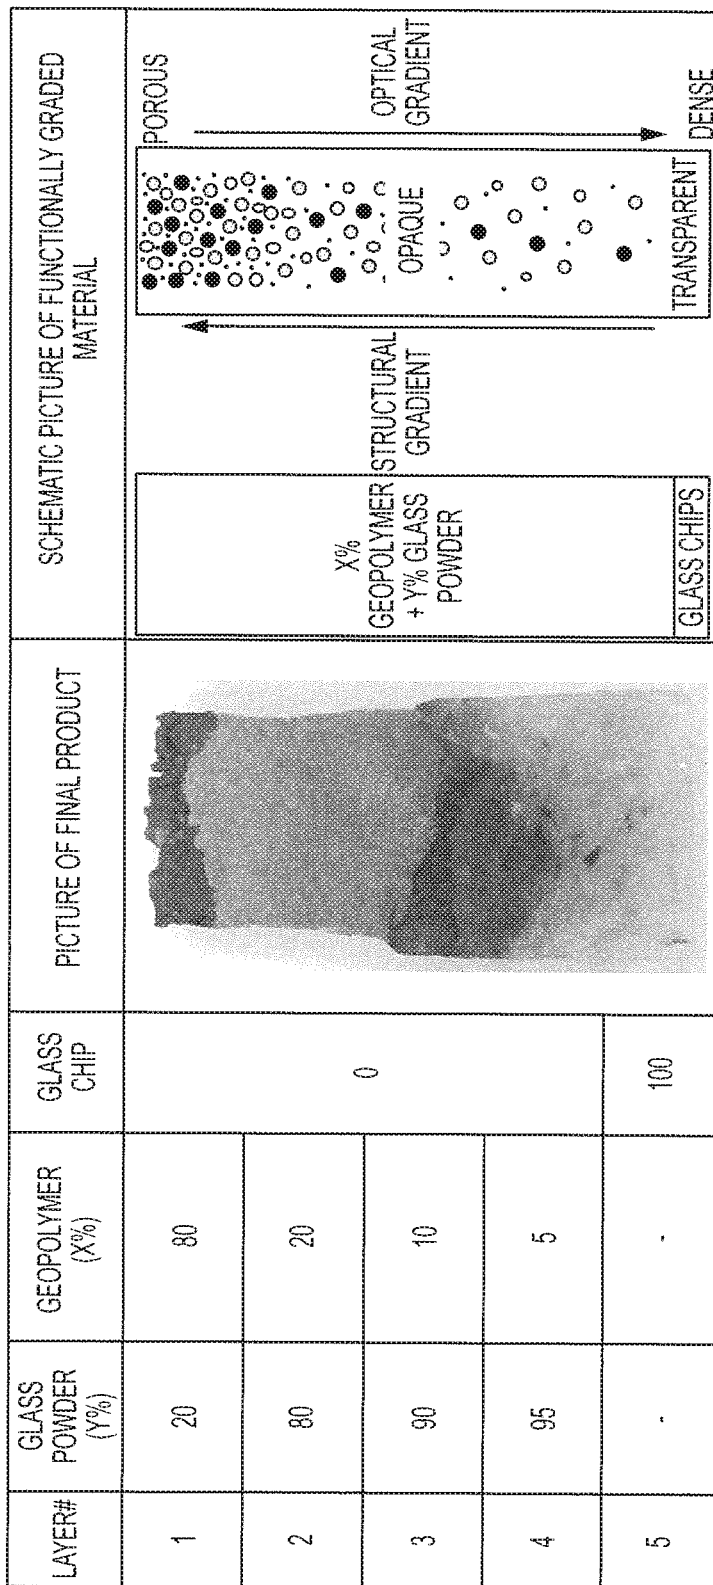 LAYER#
GLASS
POWDER
(Y%)
GEOPOLYMER
(X%)
GLASS
CHIP
PICTURE OF FINAL PRODUCT
SCHEMATIC PICTURE OF FUNCTIONALLY GRADED
MATERIAL
1
20
80
0
2
80
20
3
90
10
4
95
5
5
-
-
100
X%
GEOPOLYMER
+ Y% GLASS
POWDER
GLASS CHIPS
STRUCTURAL
GRADIENT
OPAQUE
TRANSPARENT
POROUS
OPTICAL
GRADIENT
DENSE